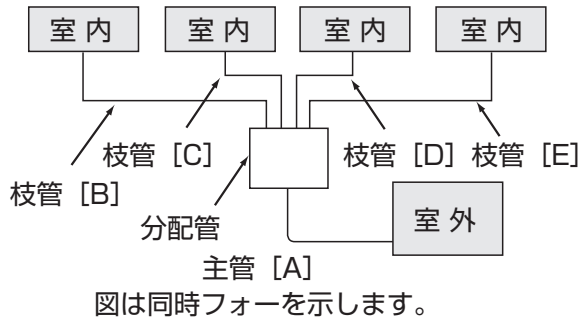 室内 室内 室内 室内
枝管［C］ 枝管［D］ 枝管［E］
枝管［B］
分配管
室外
主管［A］
図は同時フォーを示します。